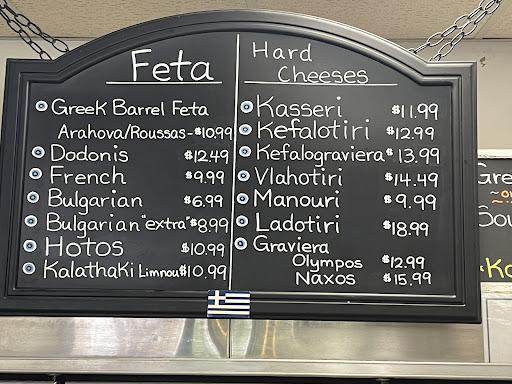 Feta
Greek Barrel Feta
Arahova/Roussas-$10.99
Dodonis $12.49
French $9.99
Bulgarian $6.99
Bulgarian "extra" $8.99
Hotos $10.99
Kalathaki Limnou $10.99
Hard
Cheeses
Kasseri $11.99
Kefalotiri $12.99
Kefalograviera $13.99
Vlahotiri $14.49
Manouri $9.99
Ladotiri $18.99
Graviera
Olympos $12.99
Naxos $15.99
Gre
Sou